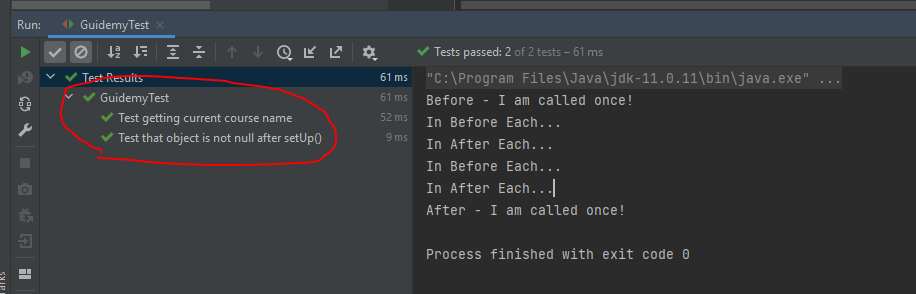 Run: GuidemyTest ×
Tests passed: 2 of 2 tests – 61 ms
Test Results 61 ms
GuidemyTest 61 ms
Test getting current course name 52 ms
Test that object is not null after setUp() 9 ms
"C:\Program Files\Java\jdk-11.0.11\bin\java.exe" ...
Before - I am called once!
In Before Each...
In After Each...
In Before Each...
In After Each...
After - I am called once!
Process finished with exit code 0